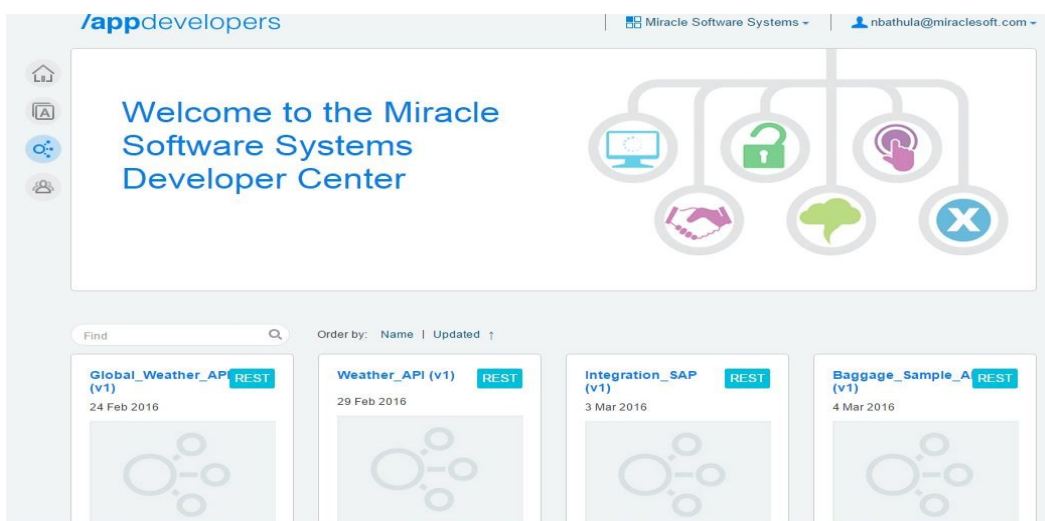 /appdevelopers
Miracle Software Systems
nbathula@miraclesoft.com
Welcome to the Miracle
Software Systems
Developer Center
X
Find
Order by: Name | Updated ↑
Global_Weather_AP REST
(v1)
24 Feb 2016
Weather_API (v1) REST
29 Feb 2016
Integration_SAP REST
(v1)
3 Mar 2016
Baggage_Sample_A REST
(v1)
4 Mar 2016